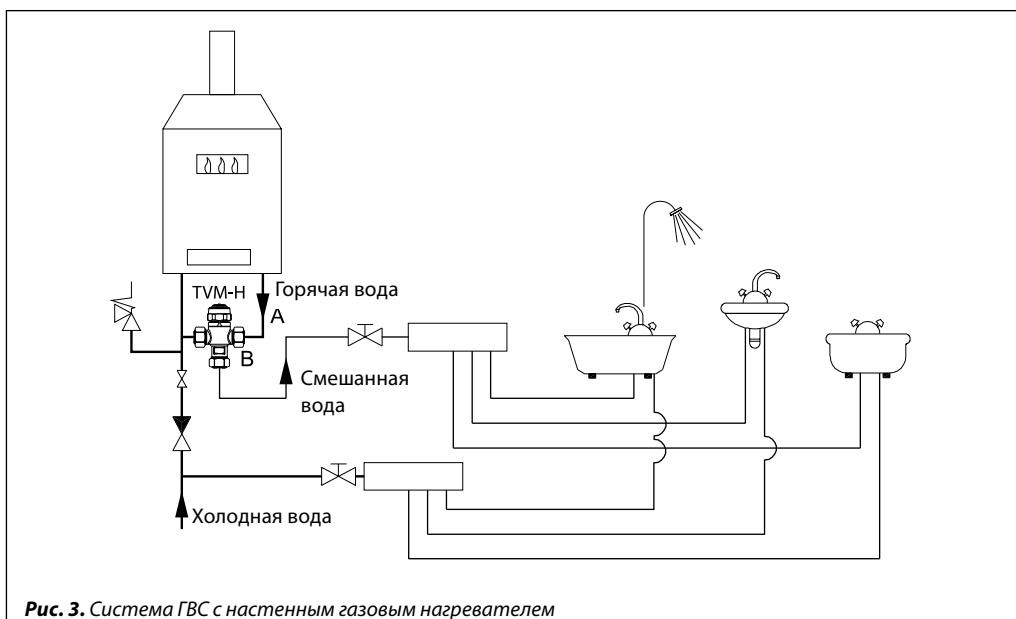 TVM-H
Горячая вода
A
B
Смешанная
вода
Холодная вода
Рис. 3. Система ГВС с настенным газовым нагревателем